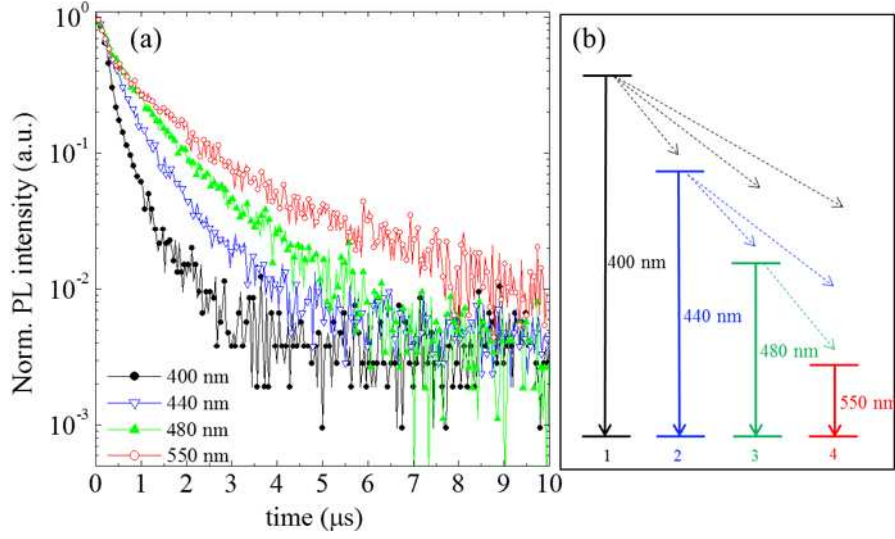 (a)
Norm. PL intensity (a.u.)
10^0
10^-1
10^-2
10^-3
400 nm
440 nm
480 nm
550 nm
0 1 2 3 4 5 6 7 8 9 10
time (μs)
(b)
400 nm
440 nm
480 nm
550 nm
1 2 3 4